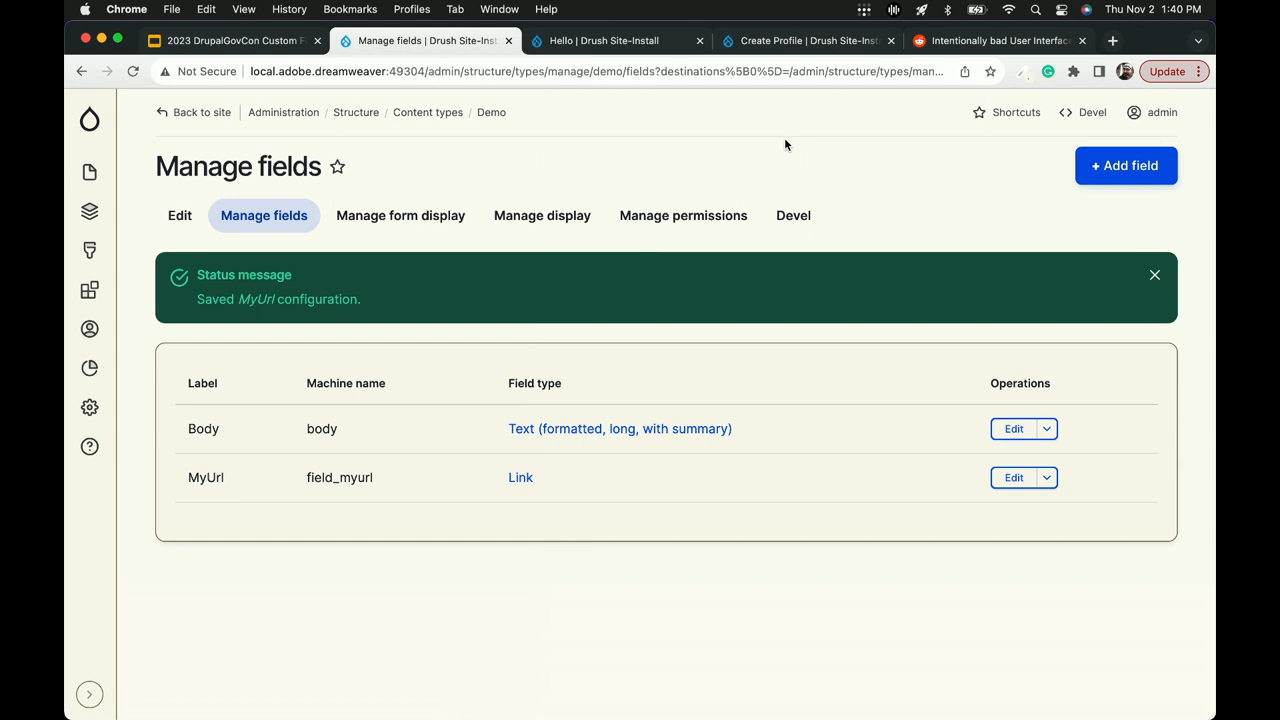 Chrome File Edit View History Bookmarks Profiles Tab Window Help Thu Nov 2 1:40 PM
2023 DrupalGovCon Custom F Manage fields | Drush Site-Inst Hello | Drush Site-Install Create Profile | Drush Site-Ins Intentionally bad User Interface
Not Secure local.adobe.dreamweaver:49304/admin/structure/types/manage/demo/fields?destinations%5B0%5D=/admin/structure/types/man... Update
Back to site Administration / Structure / Content types / Demo Shortcuts Devel admin
Manage fields + Add field
Edit Manage fields Manage form display Manage display Manage permissions Devel
Status message
Saved MyUrl configuration.
Label Machine name Field type Operations
Body body Text (formatted, long, with summary) Edit
MyUrl field_myurl Link Edit